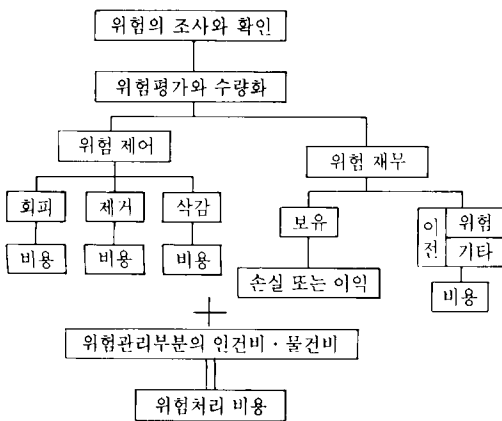 위험의 조사와 확인
위험평가와 수량화
위험 제어
위험 재무
회피
제거
삭감
보유
이전
위험
기타
비용
비용
비용
손실 또는 이익
비용
+
위험관리부분의 인건비·물건비
위험처리 비용